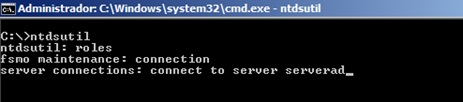 Administrador: C:\Windows\system32\cmd.exe - ntdsutil
C:\>ntdsutil
ntdsutil: roles
fsmo maintenance: connection
server connections: connect to server serverad_